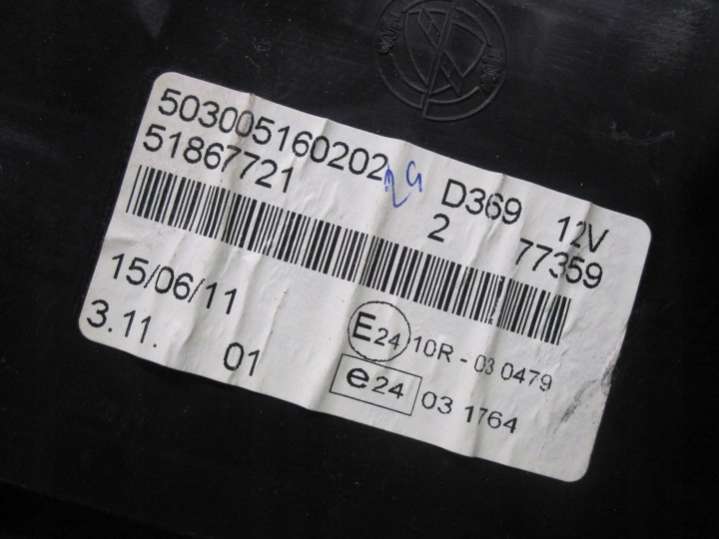 503005160202 D369 12V
51867721 2 77359
15/06/11 E24 10R - 03 0479
3.11. 01 e24 03 1764